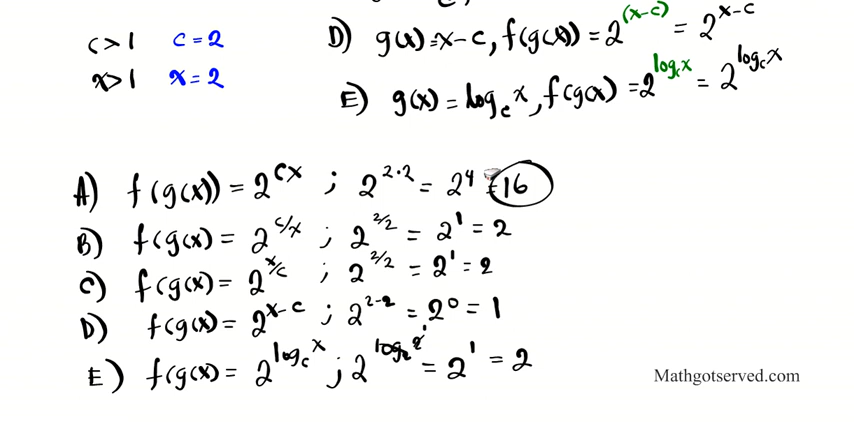 c > 1 c = 2
x > 1 x = 2
D) g(x) = x - c, f(g(x)) = 2^(x-c) = 2^x-c
E) g(x) = log_c x, f(g(x) = 2^log_c x = 2^log_c x
A) f(g(x)) = 2^cx ; 2^2·2 = 2^4 = 16
B) f(g(x) = 2^c/x ; 2^2/2 = 2^1 = 2
C) f(g(x) = 2^x/c ; 2^2/2 = 2^1 = 2
D) f(g(x) = 2^x-c ; 2^2-2 = 2^0 = 1
E) f(g(x) = 2^log_c x ; 2^log_2 2^1 = 2^1 = 2
Mathgotserved.com